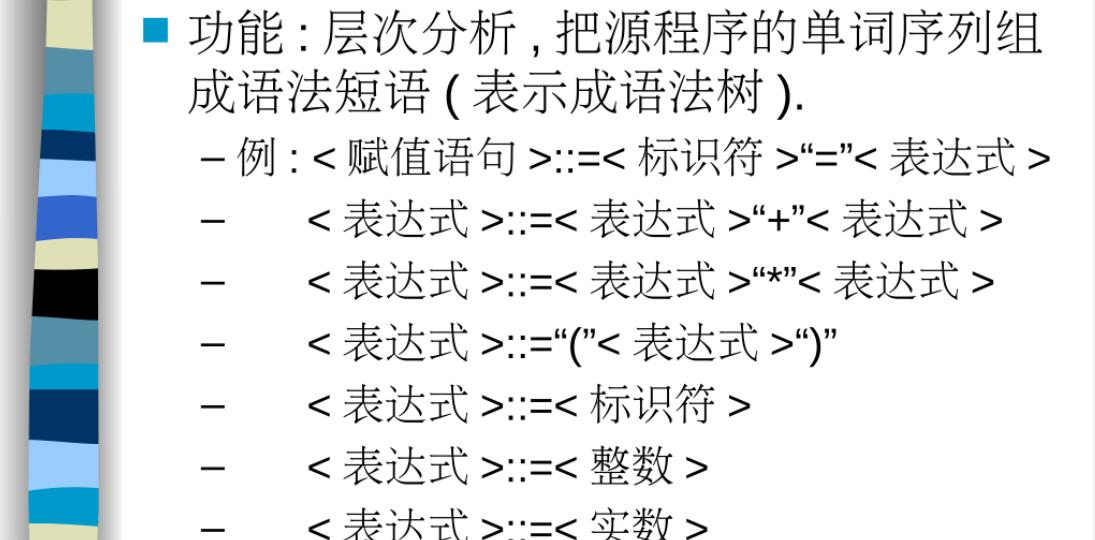 功能 : 层次分析 , 把源程序的单词序列组
成语法短语 ( 表示成语法树 ).
– 例 : < 赋值语句 >::=< 标识符 >“=”< 表达式 >
– < 表达式 >::=< 表达式 >“+”< 表达式 >
– < 表达式 >::=< 表达式 >“*”< 表达式 >
– < 表达式 >::=“(”< 表达式 >“)”
– < 表达式 >::=< 标识符 >
– < 表达式 >::=< 整数 >
– < 表达式 >::=< 实数 >